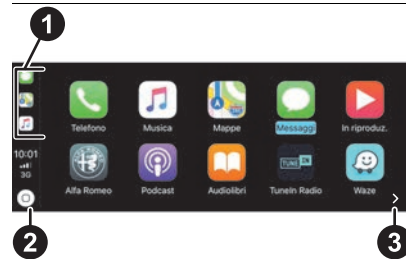 1
Telefono Musica Mappe Messaggi In riproduz.
10:01
3G
Alfa Romeo Podcast Audiolibri TuneIn Radio Waze
2 3